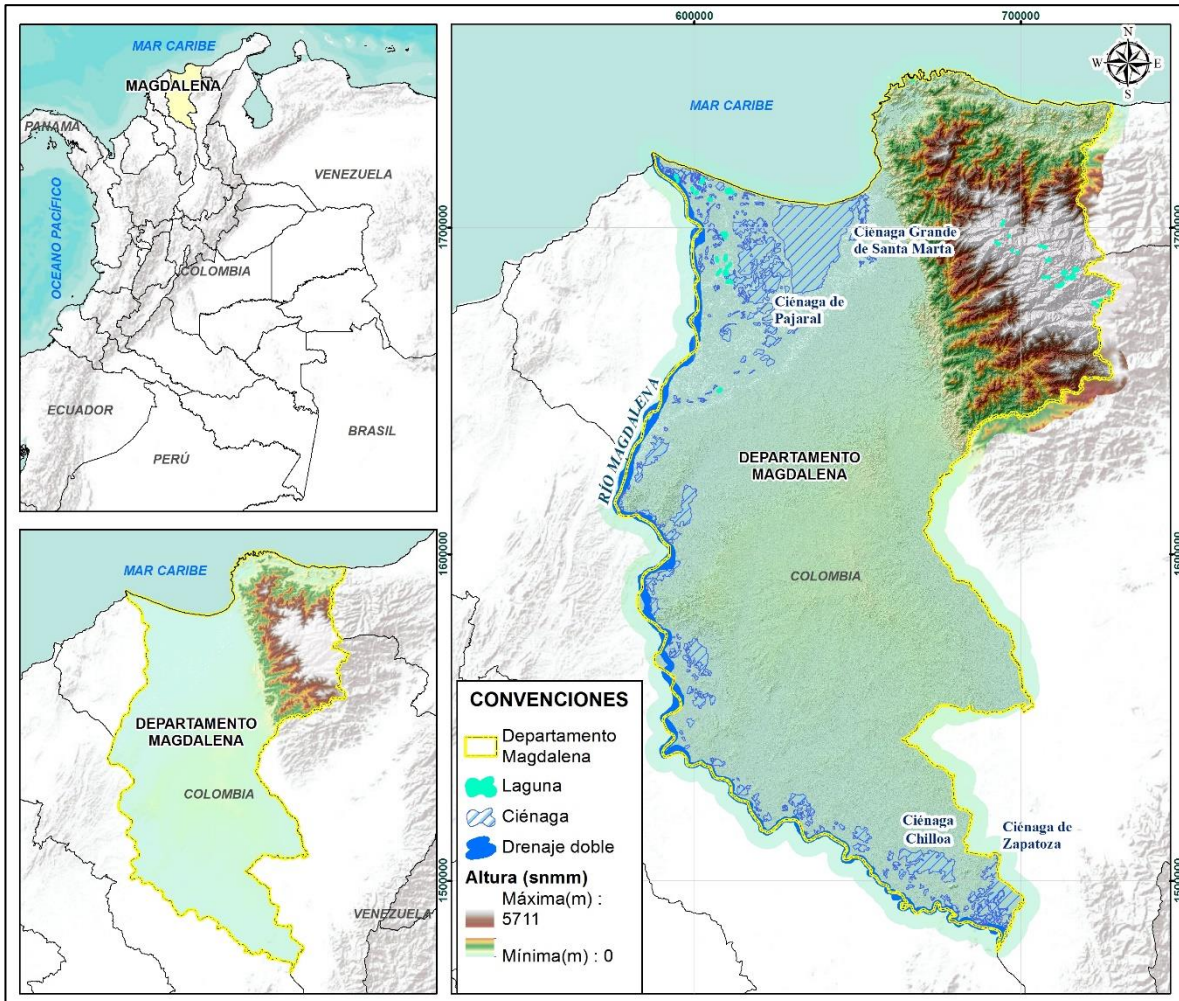 MAR CARIBE
MAGDALENA
PANAMA
VENEZUELA
OCEANO PACÍFICO
COLOMBIA
ECUADOR
BRASIL
PERÚ
MAR CARIBE
DEPARTAMENTO
MAGDALENA
COLOMBIA
VENEZUELA
600000
700000
N
W
E
S
MAR CARIBE
1700000
1700000
Ciénaga Grande
de Santa Marta
Ciénaga de
Pajaral
RÍO MAGDALENA
DEPARTAMENTO
MAGDALENA
1600000
1600000
COLOMBIA
Ciénaga
Chilloa
Ciénaga de
Zapatoza
1500000
1500000
CONVENCIONES
Departamento
Magdalena
Laguna
Ciénaga
Drenaje doble
Altura (snmm)
Máxima(m) :
5711
Mínima(m) : 0